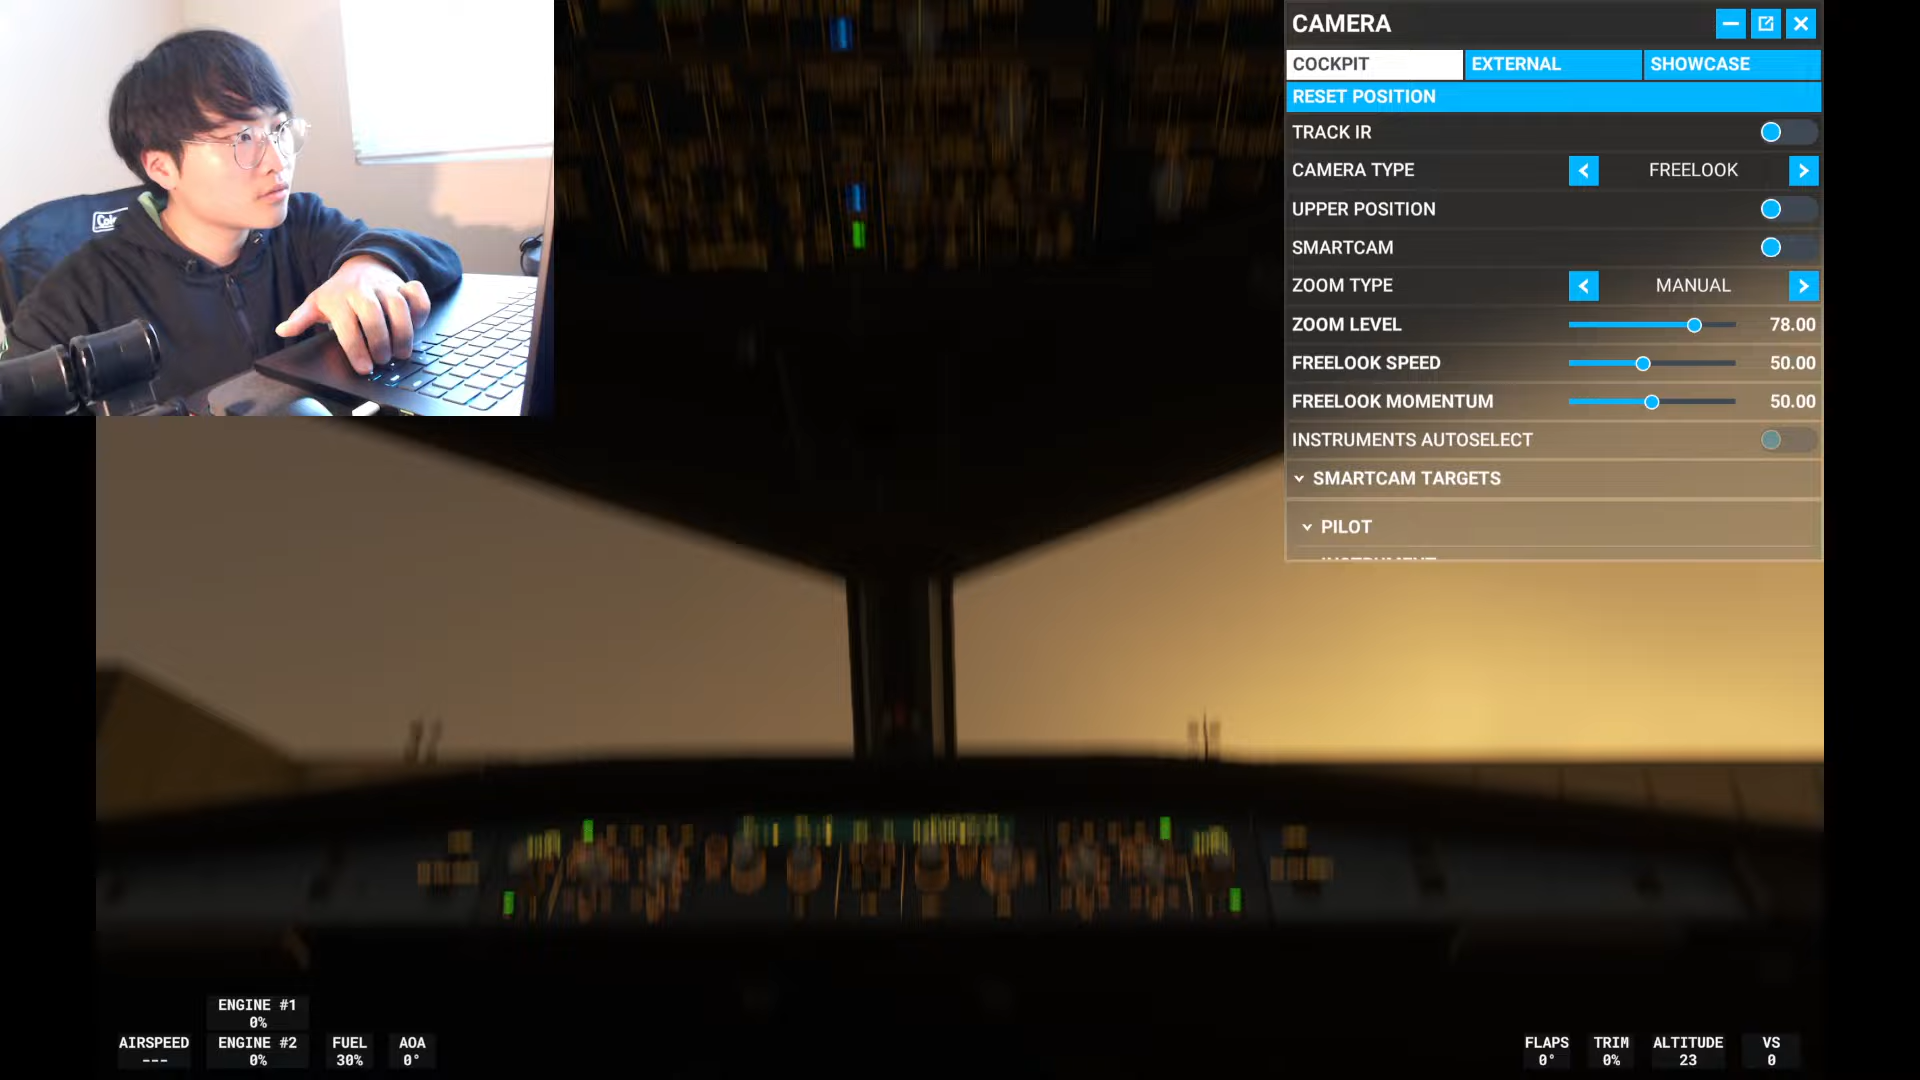 CAMERA
COCKPIT
EXTERNAL
SHOWCASE
RESET POSITION
TRACK IR
CAMERA TYPE
FREELOOK
UPPER POSITION
SMARTCAM
ZOOM TYPE
MANUAL
ZOOM LEVEL
78.00
FREELOOK SPEED
50.00
FREELOOK MOMENTUM
50.00
INSTRUMENTS AUTOSELECT
SMARTCAM TARGETS
PILOT
ENGINE #1
0%
AIRSPEED
---
ENGINE #2
0%
FUEL
30%
AOA
0°
FLAPS
0°
TRIM
0%
ALTITUDE
23
VS
0